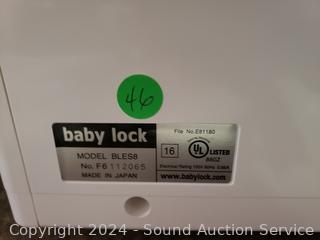 46
baby lock
MODEL BLES8
No. F6 112065
MADE IN JAPAN
File No.E81180
16
UL LISTED
860Z
www.babylock.com
Copyright 2024 - Sound Auction Service